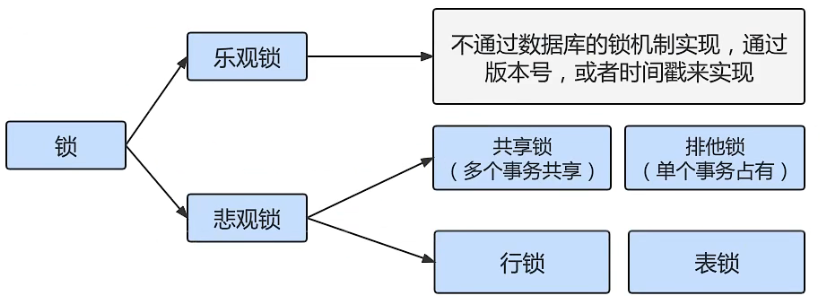 锁
乐观锁
不通过数据库的锁机制实现，通过
版本号，或者时间戳来实现
悲观锁
共享锁
（多个事务共享）
排他锁
（单个事务占有）
行锁
表锁